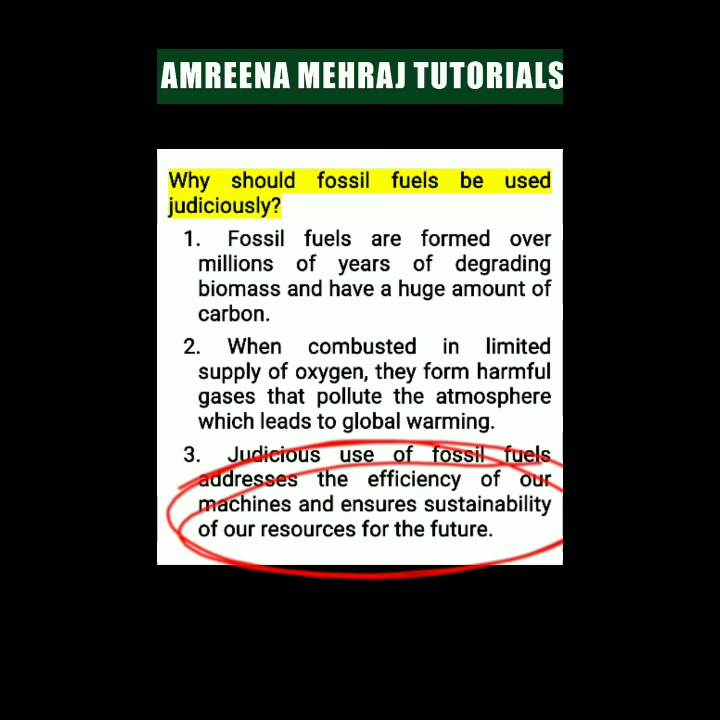 AMREENA MEHRAJ TUTORIALS
Why should fossil fuels be used
judiciously?
1. Fossil fuels are formed over
millions of years of degrading
biomass and have a huge amount of
carbon.
2. When combusted in limited
supply of oxygen, they form harmful
gases that pollute the atmosphere
which leads to global warming.
3. Judicious use of fossil fuels
addresses the efficiency of our
machines and ensures sustainability
of our resources for the future.